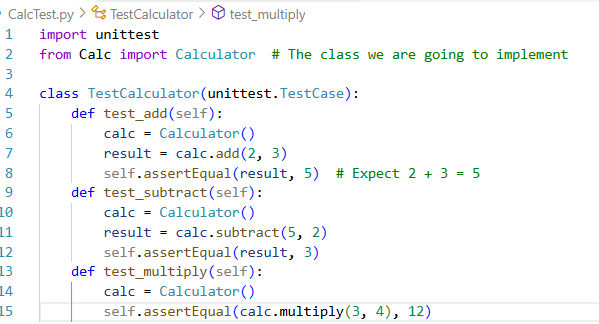 CalcTest.py > TestCalculator > test_multiply
1 import unittest
2 from Calc import Calculator  # The class we are going to implement
3
4 class TestCalculator(unittest.TestCase):
5     def test_add(self):
6         calc = Calculator()
7         result = calc.add(2, 3)
8         self.assertEqual(result, 5)  # Expect 2 + 3 = 5
9     def test_subtract(self):
10         calc = Calculator()
11         result = calc.subtract(5, 2)
12         self.assertEqual(result, 3)
13     def test_multiply(self):
14         calc = Calculator()
15         self.assertEqual(calc.multiply(3, 4), 12)